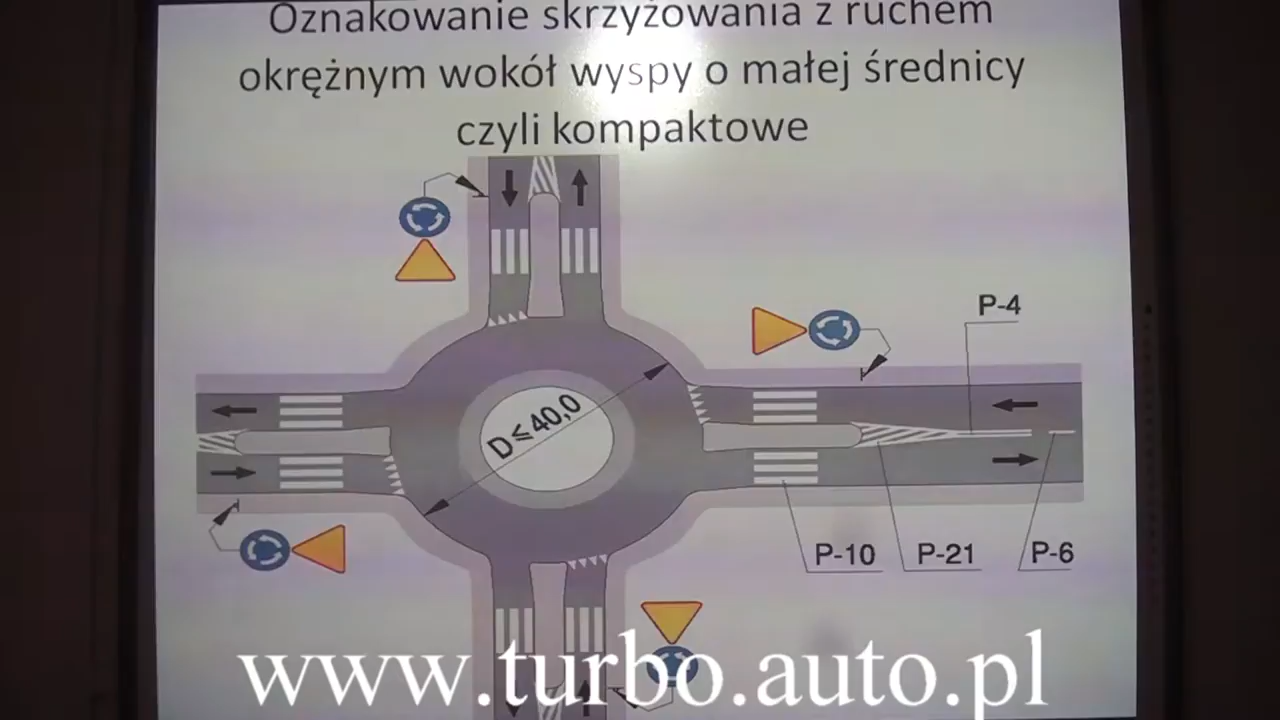 Oznakowanie skrzyżowania z ruchem
okrężnym wokół wyspy o małej średnicy
czyli kompaktowe
P-4
D≤40,0
P-10
P-21
P-6
www.turbo.auto.pl